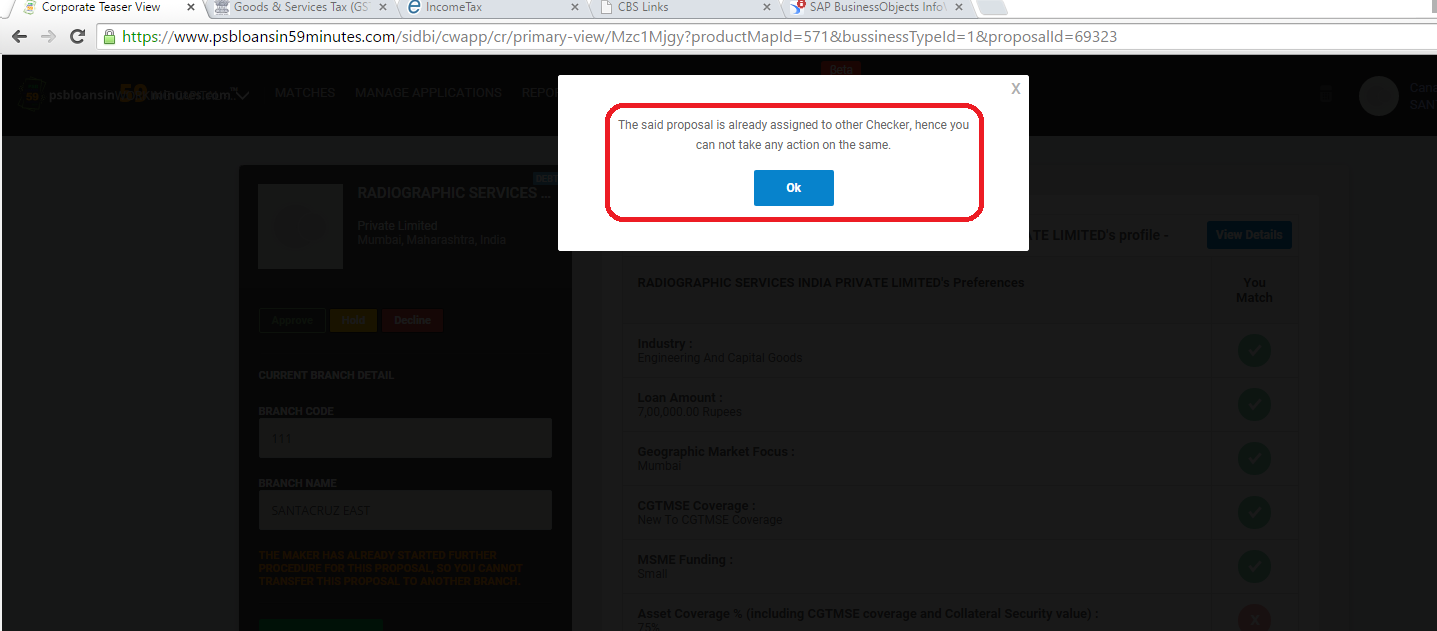 Corporate Teaser View
Goods & Services Tax (GST
IncomeTax
CBS Links
SAP BusinessObjects InfoV
https://www.psbloansin59minutes.com/sidbi/cwapp/cr/primary-view/Mzc1Mjgy?productMapId=571&bussinessTypeId=1&proposalId=69323
Beta
X
psbloansin59minutes.com
MATCHES
MANAGE APPLICATIONS
REPO
Cana
SAN
The said proposal is already assigned to other Checker, hence you
can not take any action on the same.
Ok
RADIOGRAPHIC SERVICES ...
Private Limited
Mumbai, Maharashtra, India
Approve
Hold
Decline
CURRENT BRANCH DETAIL
BRANCH CODE
111
BRANCH NAME
SANTACRUZ EAST
THE MAKER HAS ALREADY STARTED FURTHER
PROCEDURE FOR THIS PROPOSAL, SO YOU CANNOT
TRANSFER THIS PROPOSAL TO ANOTHER BRANCH.
TE LIMITED's profile -
View Details
RADIOGRAPHIC SERVICES INDIA PRIVATE LIMITED's Preferences
You
Match
Industry :
Engineering And Capital Goods
Loan Amount :
7,00,000.00 Rupees
Geographic Market Focus :
Mumbai
CGTMSE Coverage :
New To CGTMSE Coverage
MSME Funding :
Small
Asset Coverage % (including CGTMSE coverage and Collateral Security value) :
75%
X